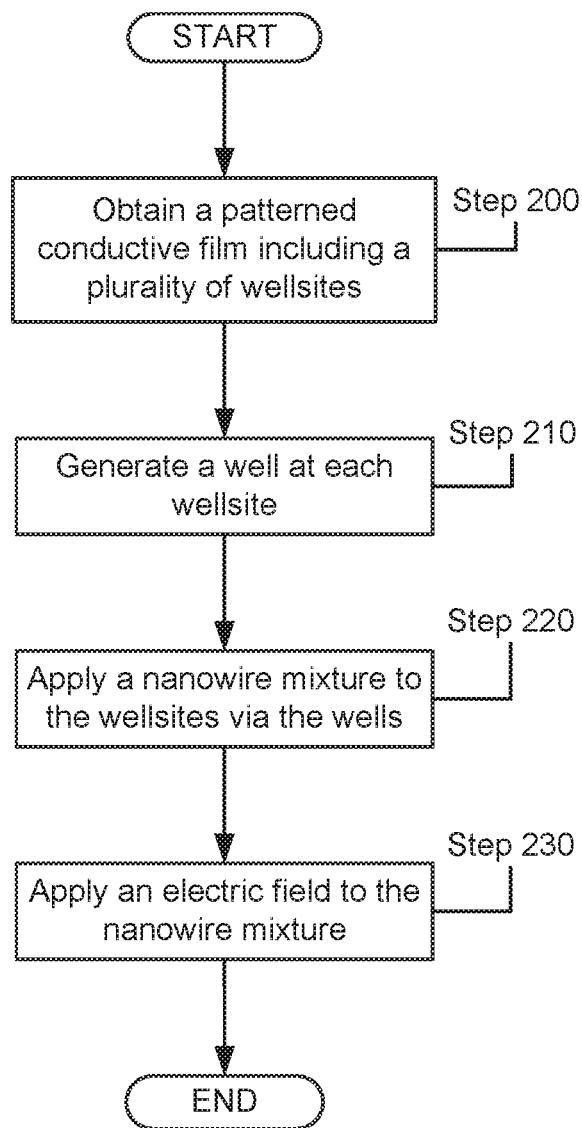 START
Step 200
Obtain a patterned
conductive film including a
plurality of wellsites
Step 210
Generate a well at each
wellsite
Step 220
Apply a nanowire mixture to
the wellsites via the wells
Step 230
Apply an electric field to the
nanowire mixture
END